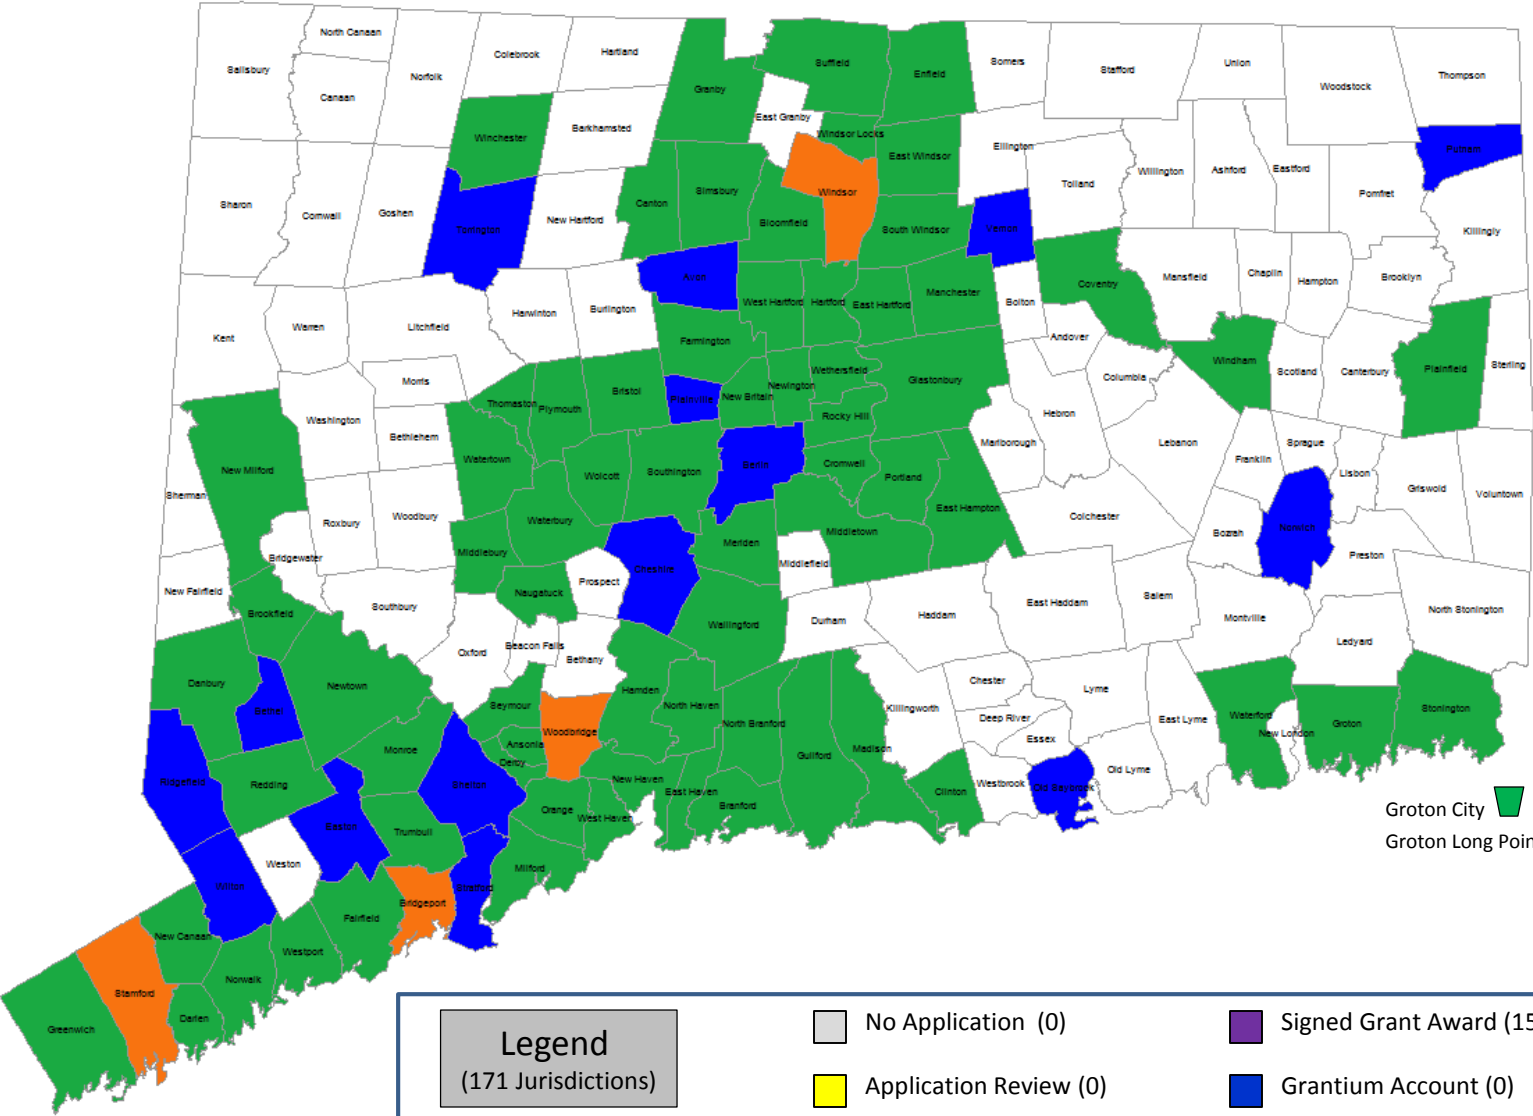 North Canaan
Colebrook
Hartland
Salisbury
Norfolk
Canaan
Granby
Suffield
Enfield
Somers
Stafford
Union
Woodstock
Thompson
Winchester
Barkhamsted
East Granby
Windsor Locks
East Windsor
Ellington
Putnam
Sharon
Cornwall
Goshen
Torrington
New Hartford
Canton
Simsbury
Bloomfield
Windsor
South Windsor
Vernon
Tolland
Willington
Ashford
Eastford
Pomfret
Killingly
Kent
Warren
Litchfield
Harwinton
Burlington
Avon
West Hartford
Hartford
East Hartford
Manchester
Bolton
Coventry
Mansfield
Chaplin
Hampton
Brooklyn
Farmington
Andover
Morris
Washington
Bethlehem
Thomaston
Plymouth
Bristol
Plainville
New Britain
Newington
Wethersfield
Rocky Hill
Glastonbury
Hebron
Columbia
Windham
Scotland
Canterbury
Plainfield
Sterling
New Milford
Sherman
Watertown
Wolcott
Southington
Berlin
Cromwell
Portland
Marlborough
Lebanon
Franklin
Sprague
Lisbon
Griswold
Voluntown
Roxbury
Woodbury
Bridgewater
Waterbury
Middlebury
Cheshire
Meriden
Middletown
East Hampton
Colchester
Bozrah
Norwich
Preston
New Fairfield
Brookfield
Southbury
Naugatuck
Prospect
Middlefield
Wallingford
Durham
Haddam
East Haddam
Salem
Montville
Ledyard
North Stonington
Danbury
Bethel
Newtown
Oxford
Beacon Falls
Bethany
Hamden
North Haven
North Branford
Guilford
Madison
Killingworth
Chester
Deep River
Essex
Lyme
East Lyme
Waterford
New London
Groton
Stonington
Seymour
Woodbridge
Ansonia
Derby
Ridgefield
Redding
Monroe
Shelton
Orange
West Haven
New Haven
East Haven
Branford
Clinton
Westbrook
Old Saybrook
Old Lyme
Easton
Trumbull
Weston
Wilton
Stratford
Milford
Bridgeport
Fairfield
New Canaan
Westport
Norwalk
Stamford
Darien
Greenwich
Groton City
Groton Long Poin
Legend
(171 Jurisdictions)
No Application (0)
Signed Grant Award (15
Application Review (0)
Grantium Account (0)